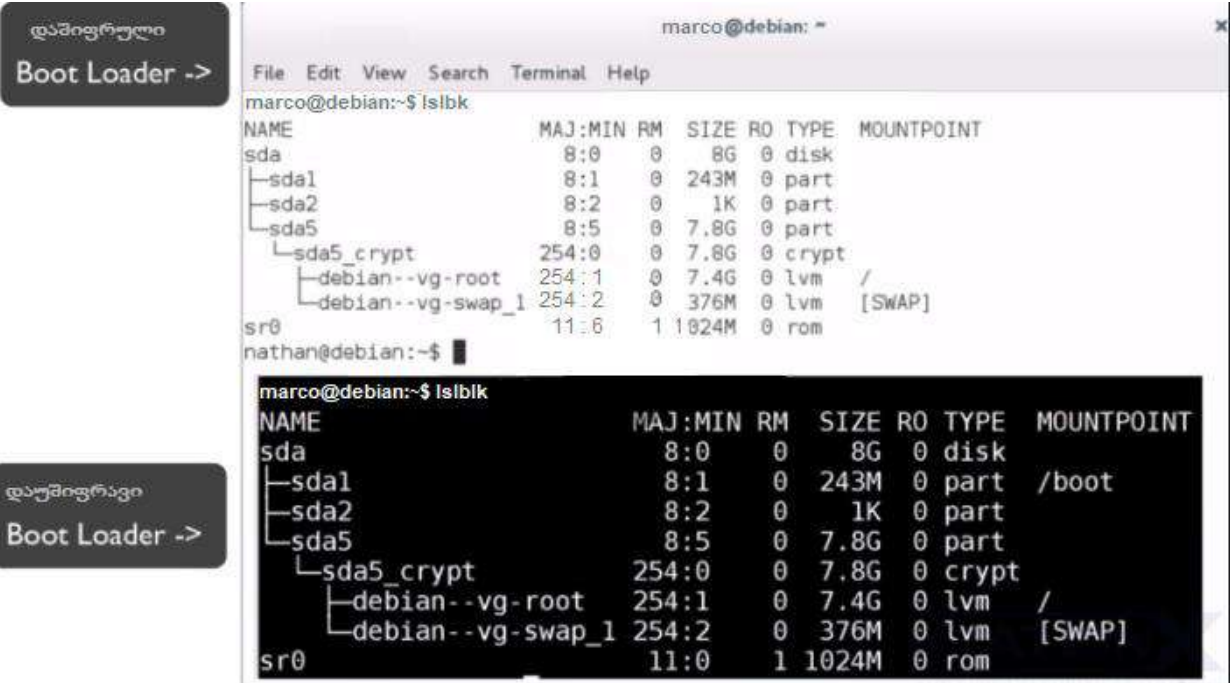 დაშიფრული
Boot Loader ->
marco@debian: ~
File Edit View Search Terminal Help
marco@debian:~$ lslbk
NAME MAJ:MIN RM SIZE RO TYPE MOUNTPOINT
sda 8:0 0 8G 0 disk
├─sda1 8:1 0 243M 0 part
├─sda2 8:2 0 1K 0 part
└─sda5 8:5 0 7.8G 0 part
└─sda5_crypt 254:0 0 7.8G 0 crypt
├─debian--vg-root 254:1 0 7.4G 0 lvm /
└─debian--vg-swap_1 254:2 0 376M 0 lvm [SWAP]
sr0 11:6 1 1024M 0 rom
nathan@debian:~$
დაუშიფრავი
Boot Loader ->
marco@debian:~$ lslblk
NAME MAJ:MIN RM SIZE RO TYPE MOUNTPOINT
sda 8:0 0 8G 0 disk
├─sda1 8:1 0 243M 0 part /boot
├─sda2 8:2 0 1K 0 part
└─sda5 8:5 0 7.8G 0 part
└─sda5_crypt 254:0 0 7.8G 0 crypt
├─debian--vg-root 254:1 0 7.4G 0 lvm /
└─debian--vg-swap_1 254:2 0 376M 0 lvm [SWAP]
sr0 11:0 1 1024M 0 rom